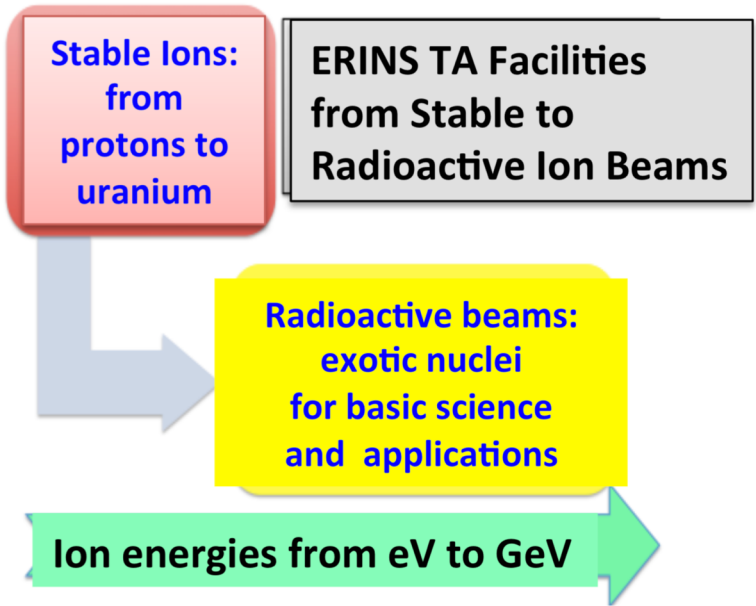 Stable Ions:
from
protons to
uranium
ERINS TA Facilities
from Stable to
Radioactive Ion Beams
Radioactive beams:
exotic nuclei
for basic science
and applications
Ion energies from eV to GeV